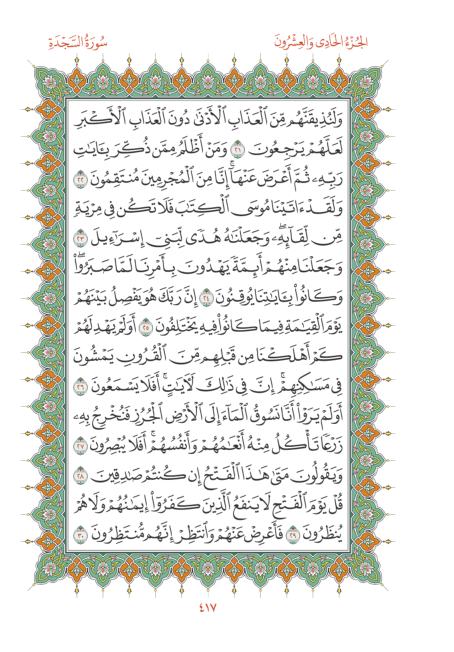 الجُزْءُ الحَادِى وَالعِشْرُونَ
سُورَةُ السَّجْدَةِ
وَلَنُذِيقَنَّهُم مِّنَ ٱلْعَذَابِ ٱلْأَدْنَىٰ دُونَ ٱلْعَذَابِ ٱلْأَكْبَرِ
لَعَلَّهُمْ يَرْجِعُونَ ٢١ وَمَنْ أَظْلَمُ مِمَّن ذُكِّرَ بِـَٔايَـٰتِ
رَبِّهِۦ ثُمَّ أَعْرَضَ عَنْهَآ ۚ إِنَّا مِنَ ٱلْمُجْرِمِينَ مُنتَقِمُونَ ٢٢
وَلَقَدْ ءَاتَيْنَا مُوسَى ٱلْكِتَـٰبَ فَلَا تَكُن فِى مِرْيَةٍ
مِّن لِّقَآئِهِۦ ۖ وَجَعَلْنَـٰهُ هُدًى لِّبَنِىٓ إِسْرَٰٓءِيلَ ٢٣
وَجَعَلْنَا مِنْهُمْ أَئِمَّةً يَهْدُونَ بِأَمْرِنَا لَمَّا صَبَرُوا۟ ۖ
وَكَانُوا۟ بِـَٔايَـٰتِنَا يُوقِنُونَ ٢٤ إِنَّ رَبَّكَ هُوَ يَفْصِلُ بَيْنَهُمْ
يَوْمَ ٱلْقِيَـٰمَةِ فِيمَا كَانُوا۟ فِيهِ يَخْتَلِفُونَ ٢٥ أَوَلَمْ يَهْدِ لَهُمْ
كَمْ أَهْلَكْنَا مِن قَبْلِهِم مِّنَ ٱلْقُرُونِ يَمْشُونَ
فِى مَسَـٰكِنِهِمْ ۚ إِنَّ فِى ذَٰلِكَ لَـَٔايَـٰتٍ ۖ أَفَلَا يَسْمَعُونَ ٢٦
أَوَلَمْ يَرَوْا۟ أَنَّا نَسُوقُ ٱلْمَآءَ إِلَى ٱلْأَرْضِ ٱلْجُرُزِ فَنُخْرِجُ بِهِۦ
زَرْعًا تَأْكُلُ مِنْهُ أَنْعَـٰمُهُمْ وَأَنفُسُهُمْ ۖ أَفَلَا يُبْصِرُونَ ٢٧
وَيَقُولُونَ مَتَىٰ هَـٰذَا ٱلْفَتْحُ إِن كُنتُمْ صَـٰدِقِينَ ٢٨
قُلْ يَوْمَ ٱلْفَتْحِ لَا يَنفَعُ ٱلَّذِينَ كَفَرُوٓا۟ إِيمَـٰنُهُمْ وَلَا هُمْ
يُنظَرُونَ ٢٩ فَأَعْرِضْ عَنْهُمْ وَٱنتَظِرْ إِنَّهُم مُّنتَظِرُونَ ٣٠
٤١٧